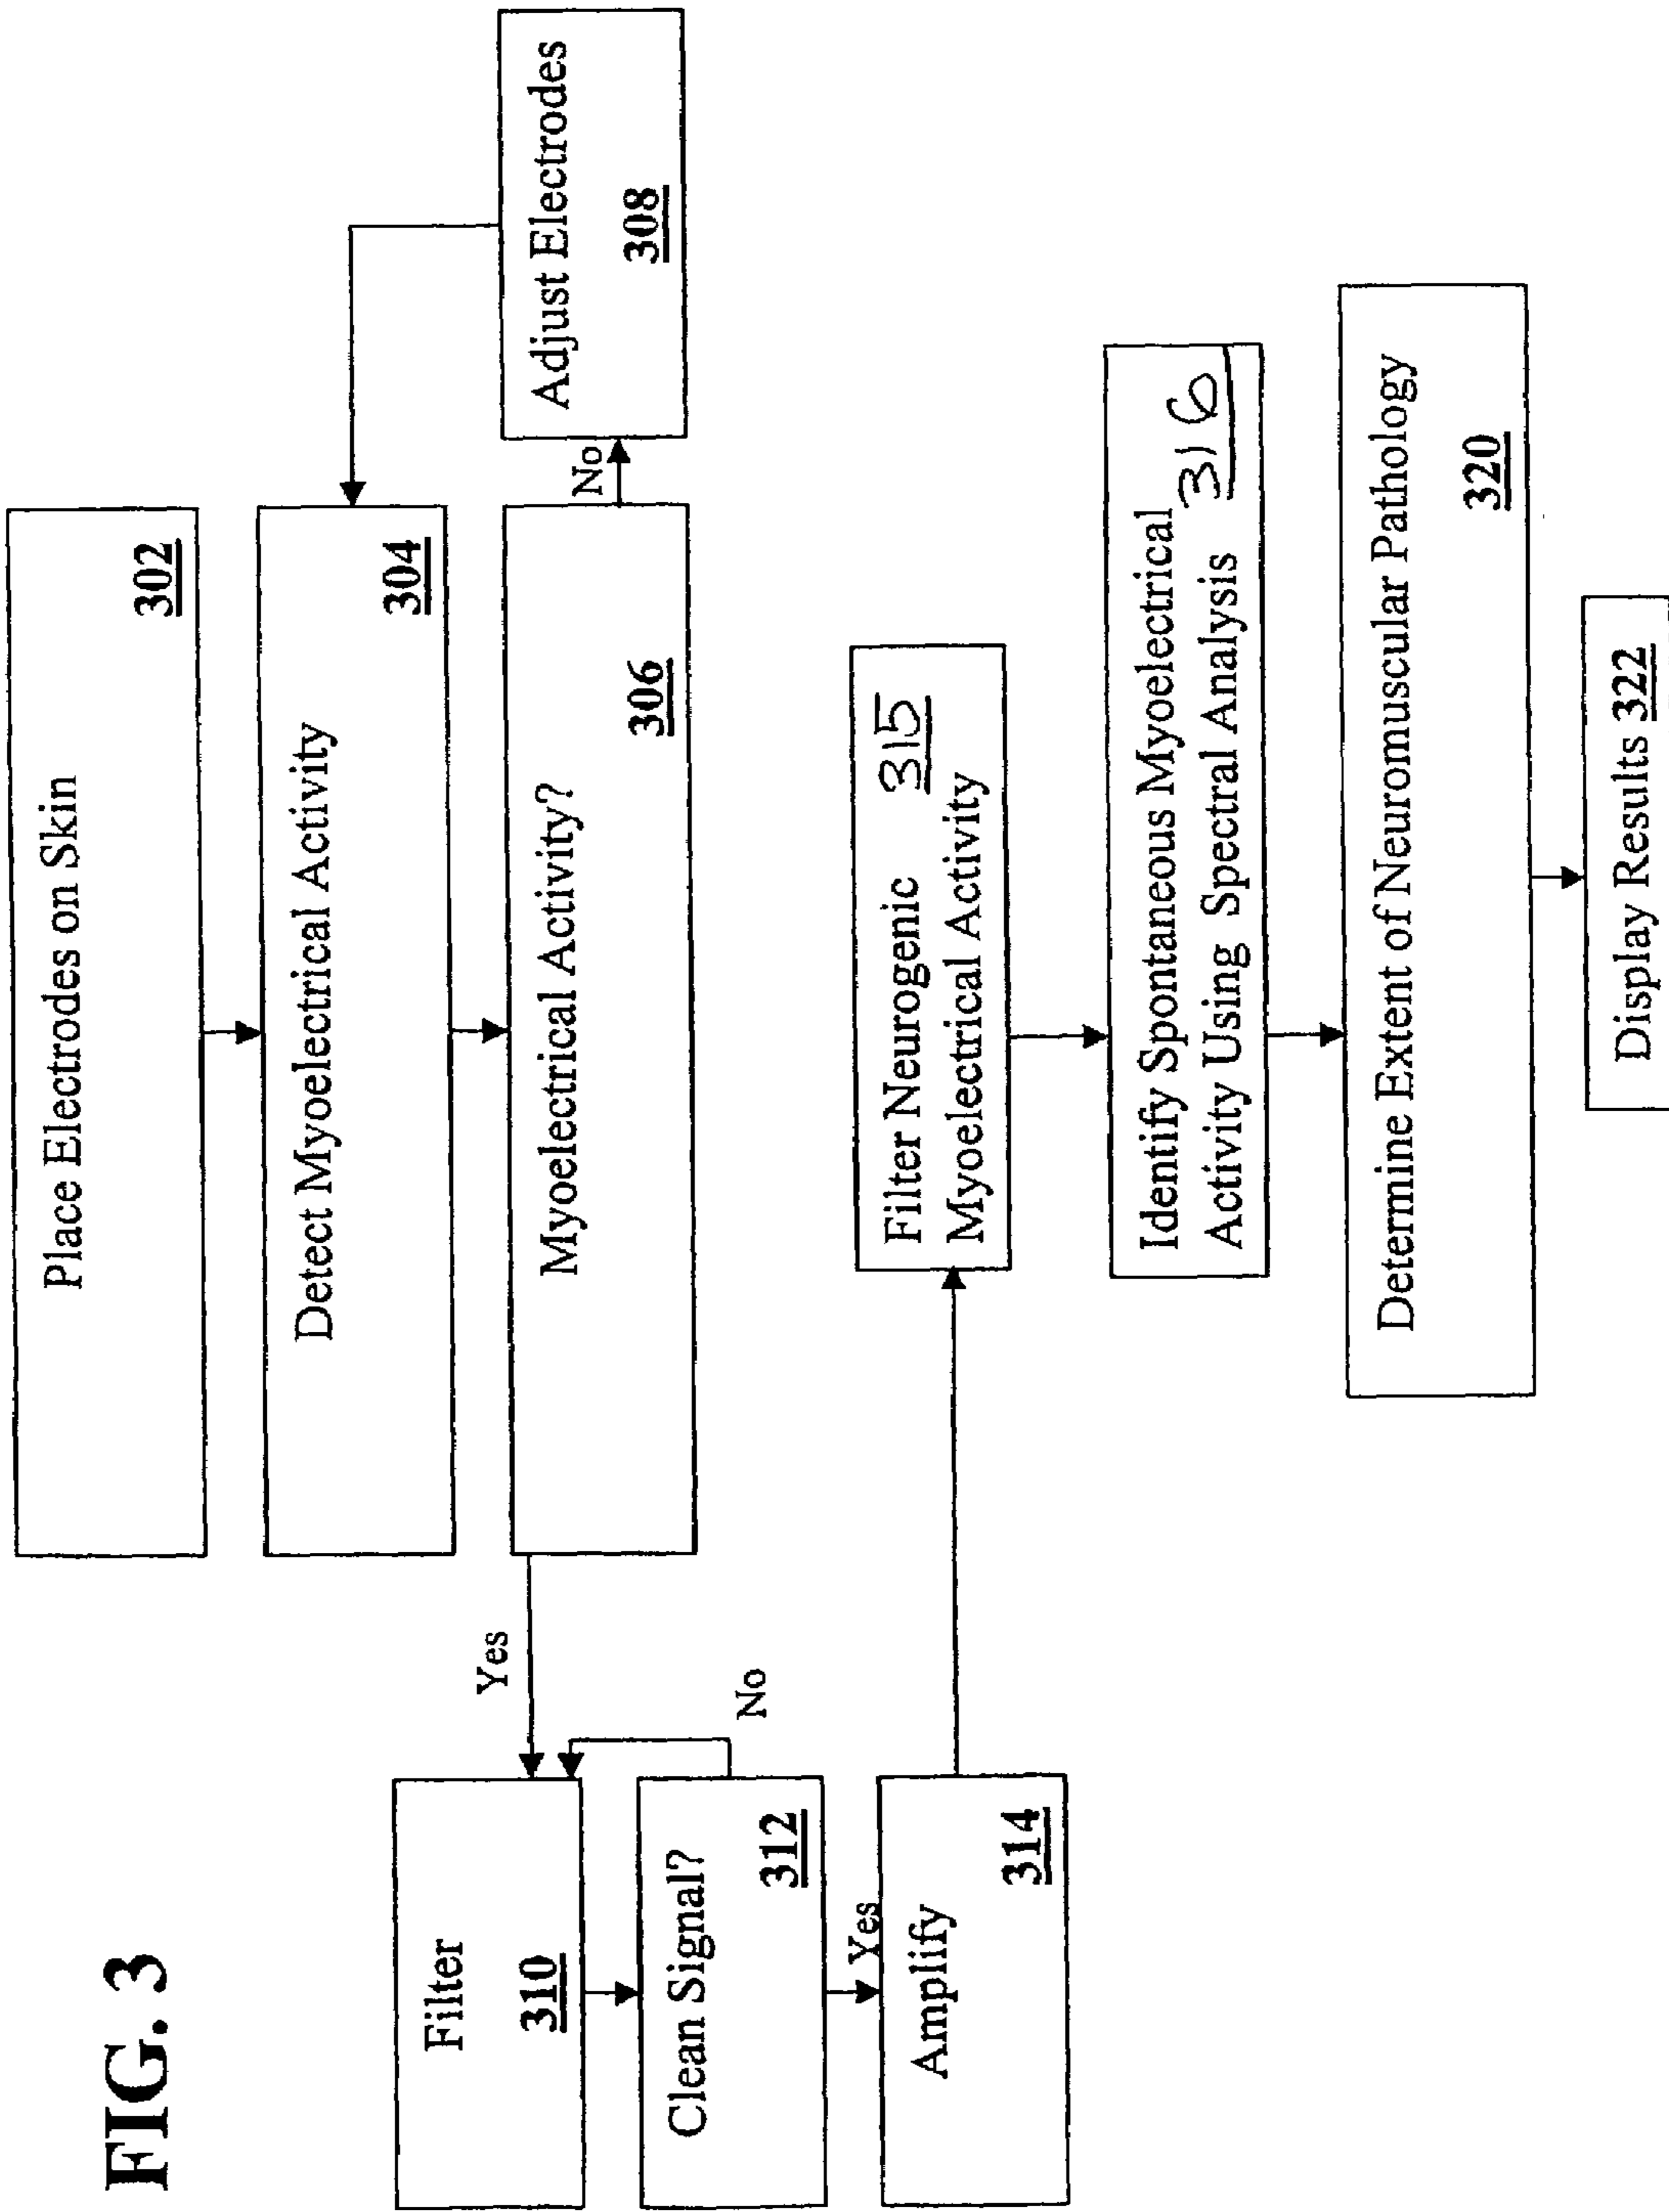 FIG. 3
Place Electrodes on Skin
302
Detect Myoelectrical Activity
304
Myoelectrical Activity?
306
No
Adjust Electrodes
308
Yes
Filter
310
No
Clean Signal?
312
Yes
Amplify
314
Filter Neurogenic 315
Myoelectrical Activity
Identify Spontaneous Myoelectrical
Activity Using Spectral Analysis 316
Determine Extent of Neuromuscular Pathology
320
Display Results 322